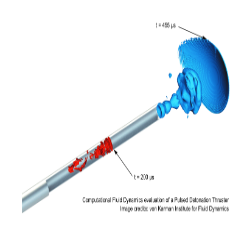 t = 456 µs
t = 200 µs
Computational Fluid Dynamics evaluation of a Pulsed Detonation Thruster
Image credits: von Karman Institute for Fluid Dynamics